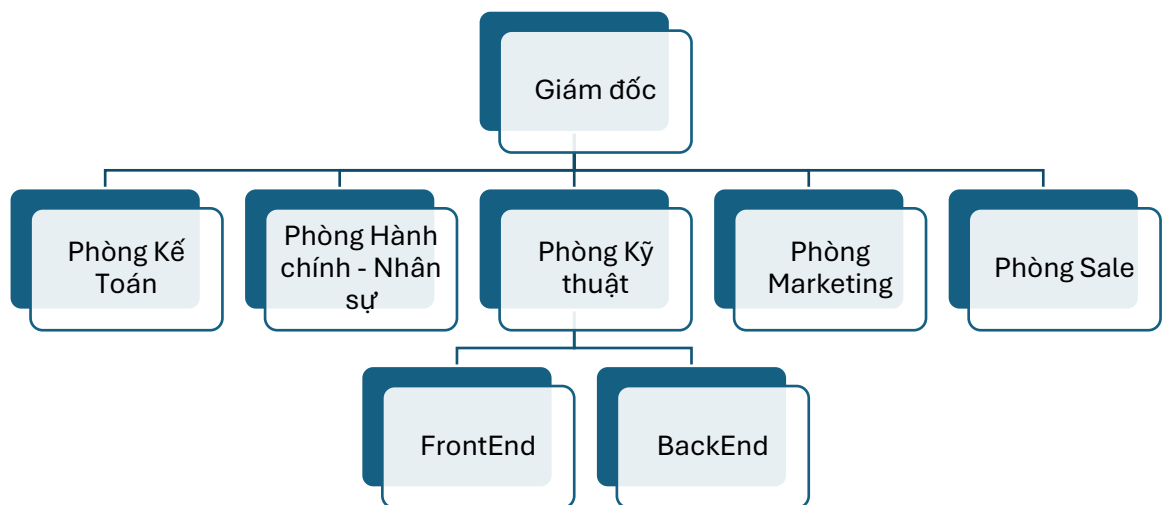 Giám đốc
Phòng Kế
Toán
Phòng Hành
chính - Nhân
sự
Phòng Kỹ
thuật
Phòng
Marketing
Phòng Sale
FrontEnd
BackEnd